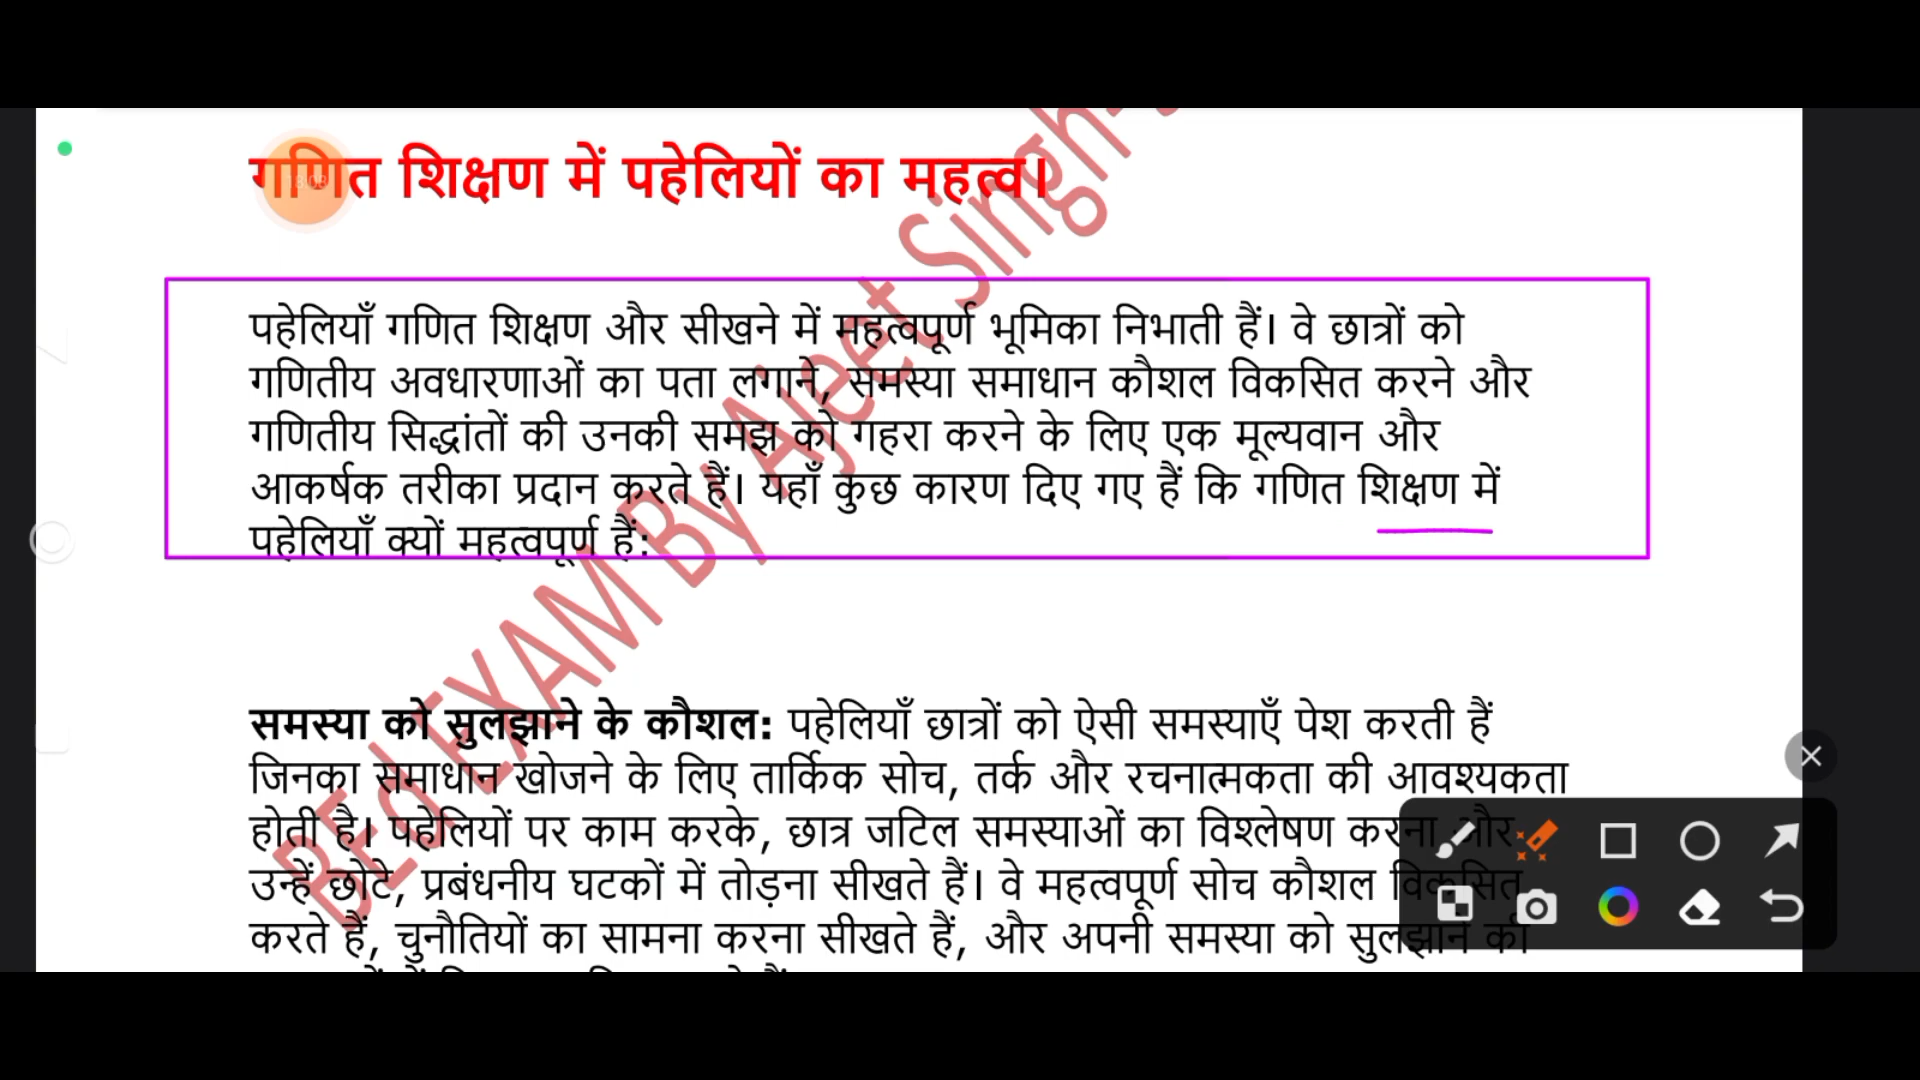 गणित शिक्षण में पहेलियों का महत्व।
पहेलियाँ गणित शिक्षण और सीखने में महत्वपूर्ण भूमिका निभाती हैं। वे छात्रों को
गणितीय अवधारणाओं का पता लगाने, समस्या समाधान कौशल विकसित करने और
गणितीय सिद्धांतों की उनकी समझ को गहरा करने के लिए एक मूल्यवान और
आकर्षक तरीका प्रदान करते हैं। यहाँ कुछ कारण दिए गए हैं कि गणित शिक्षण में
पहेलियाँ क्यों महत्वपूर्ण हैं:
समस्या को सुलझाने के कौशल: पहेलियाँ छात्रों को ऐसी समस्याएँ पेश करती हैं
जिनका समाधान खोजने के लिए तार्किक सोच, तर्क और रचनात्मकता की आवश्यकता
होती है। पहेलियों पर काम करके, छात्र जटिल समस्याओं का विश्लेषण करना और
उन्हें छोटे, प्रबंधनीय घटकों में तोड़ना सीखते हैं। वे महत्वपूर्ण सोच कौशल विकसित
करते हैं, चुनौतियों का सामना करना सीखते हैं, और अपनी समस्या को सुलझाने की
BEd EXAM By Ajeet Singh